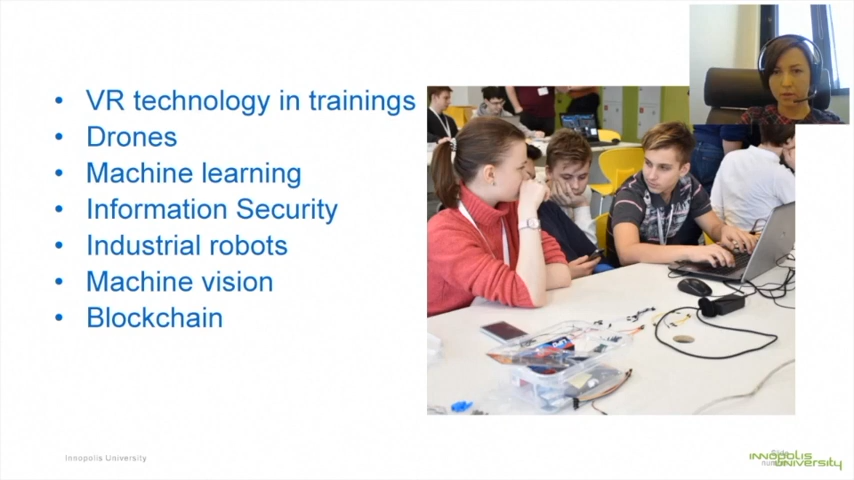 • VR technology in trainings
• Drones
• Machine learning
• Information Security
• Industrial robots
• Machine vision
• Blockchain
Innopolis University
INNOPOLIS
UNIVERSITY